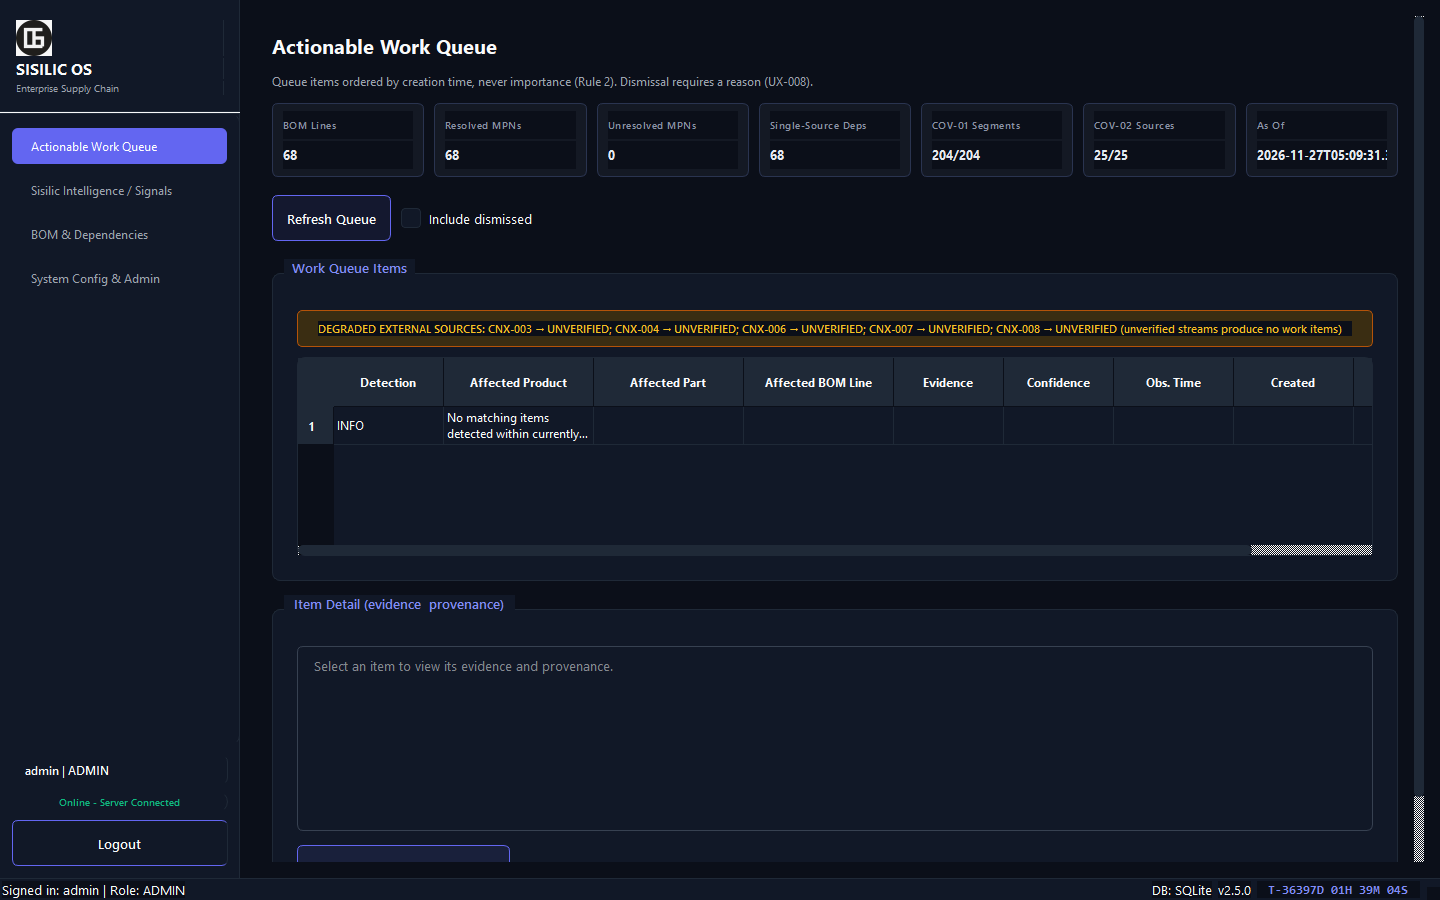 SISILIC OS
Enterprise Supply Chain
Actionable Work Queue
Sisilic Intelligence / Signals
BOM & Dependencies
System Config & Admin
admin | ADMIN
Online - Server Connected
Logout
Actionable Work Queue
Queue items ordered by creation time, never importance (Rule 2). Dismissal requires a reason (UX-008).
BOM Lines
68
Resolved MPNs
68
Unresolved MPNs
0
Single-Source Deps
68
COV-01 Segments
204/204
COV-02 Sources
25/25
As Of
2026-11-27T05:09:31.
Refresh Queue
Include dismissed
Work Queue Items
DEGRADED EXTERNAL SOURCES: CNX-003 → UNVERIFIED; CNX-004 → UNVERIFIED; CNX-006 → UNVERIFIED; CNX-007 → UNVERIFIED; CNX-008 → UNVERIFIED (unverified streams produce no work items)
Detection Affected Product Affected Part Affected BOM Line Evidence Confidence Obs. Time Created
1 INFO No matching items
detected within currently...
Item Detail (evidence provenance)
Select an item to view its evidence and provenance.
Signed in: admin | Role: ADMIN
DB: SQLite v2.5.0 T-36397D 01H 39M 04S